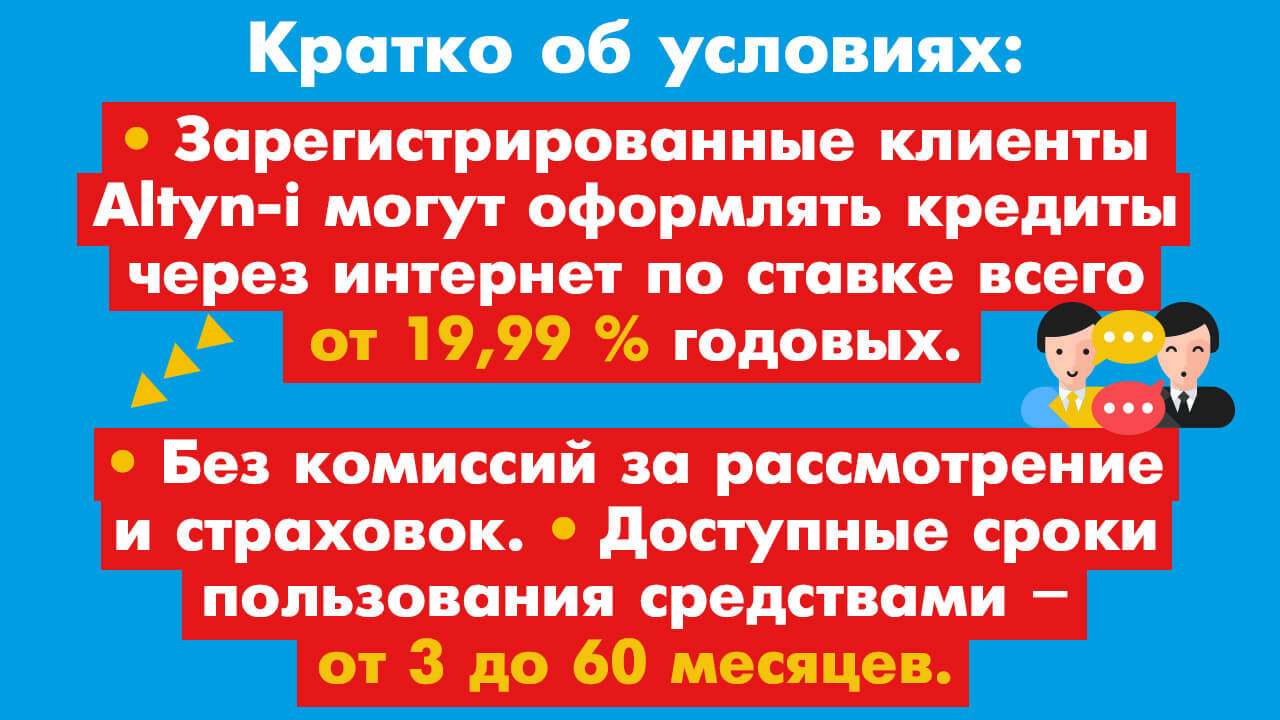 Кратко об условиях:
• Зарегистрированные клиенты
Altyn-i могут оформлять кредиты
через интернет по ставке всего
от 19,99 % годовых.
• Без комиссий за рассмотрение
и страховок. • Доступные сроки
пользования средствами –
от 3 до 60 месяцев.